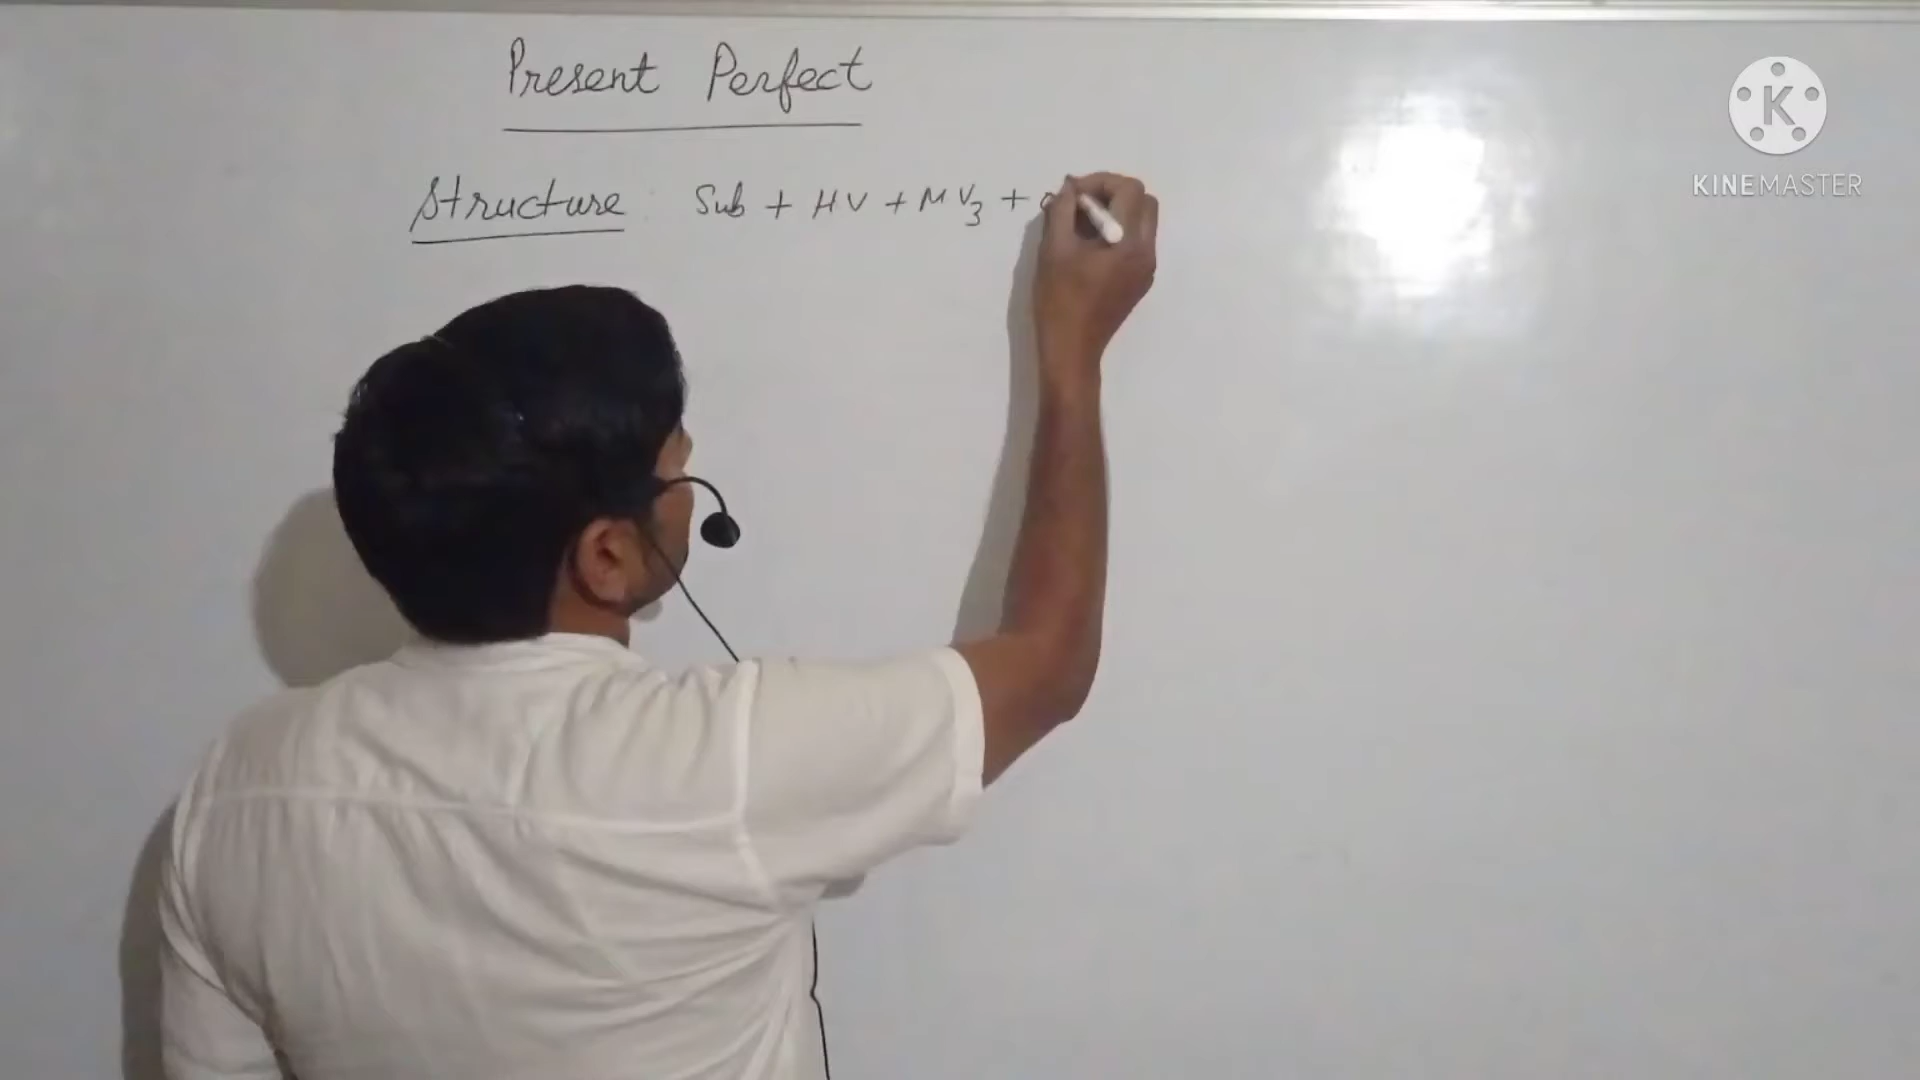 Present Perfect
Structure : Sub + HV + MV3 +
K
KINEMASTER